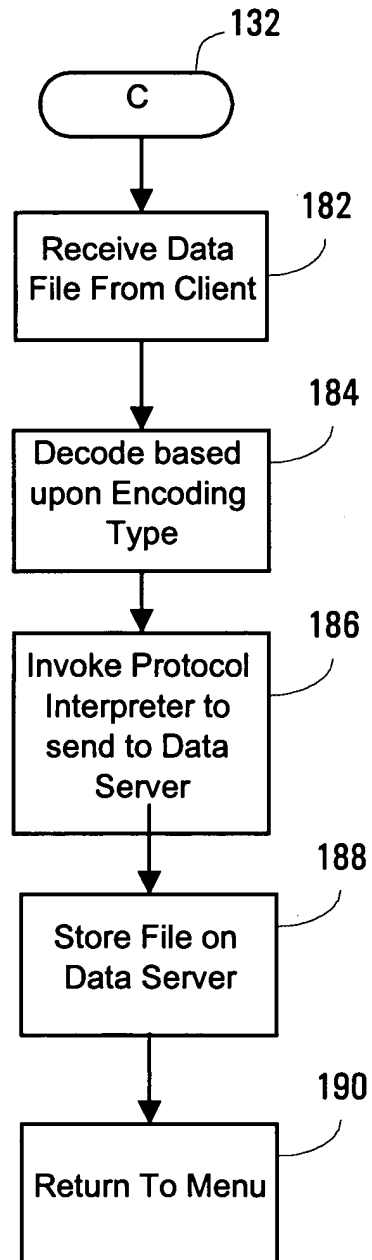 132
C
182
Receive Data
File From Client
184
Decode based
upon Encoding
Type
186
Invoke Protocol
Interpreter to
send to Data
Server
188
Store File on
Data Server
190
Return To Menu